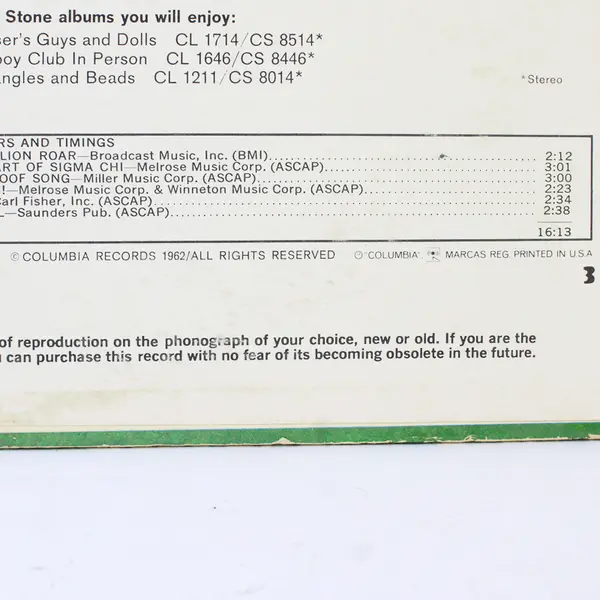 Stone albums you will enjoy:
ser's Guys and Dolls CL 1714/CS 8514*
oy Club In Person CL 1646/CS 8446*
angles and Beads CL 1211/CS 8014*
*Stereo
RS AND TIMINGS
LION ROAR—Broadcast Music, Inc. (BMI)........ 2:12
ART OF SIGMA CHI—Melrose Music Corp. (ASCAP)........ 3:01
OOF SONG—Miller Music Corp. (ASCAP)........ 3:00
!—Melrose Music Corp. & Winneton Music Corp. (ASCAP)........ 2:23
Carl Fisher, Inc. (ASCAP)........ 2:34
L—Saunders Pub. (ASCAP)........ 2:38
16:13
©COLUMBIA RECORDS 1962/ALL RIGHTS RESERVED ℗"COLUMBIA", MARCAS REG. PRINTED IN U.S.A
3
of reproduction on the phonograph of your choice, new or old. If you are the
u can purchase this record with no fear of its becoming obsolete in the future.